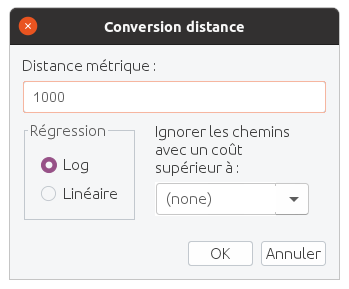 Conversion distance
Distance métrique :
1000
Régression
Log
Linéaire
Ignorer les chemins
avec un coût
supérieur à :
(none)
OK
Annuler